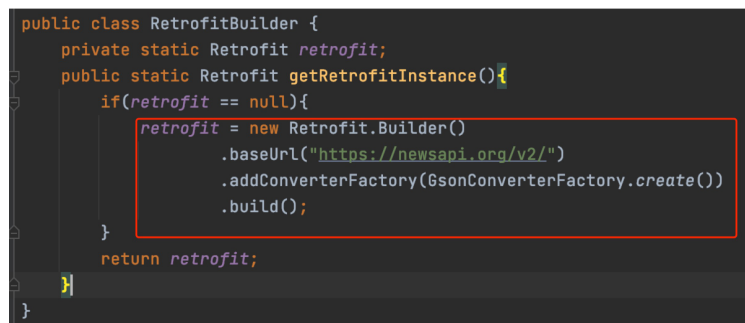 public class RetrofitBuilder {
    private static Retrofit retrofit;
    public static Retrofit getRetrofitInstance(){
        if(retrofit == null){
            retrofit = new Retrofit.Builder()
                    .baseUrl("https://newsapi.org/v2/")
                    .addConverterFactory(GsonConverterFactory.create())
                    .build();
        }
        return retrofit;
    }
}